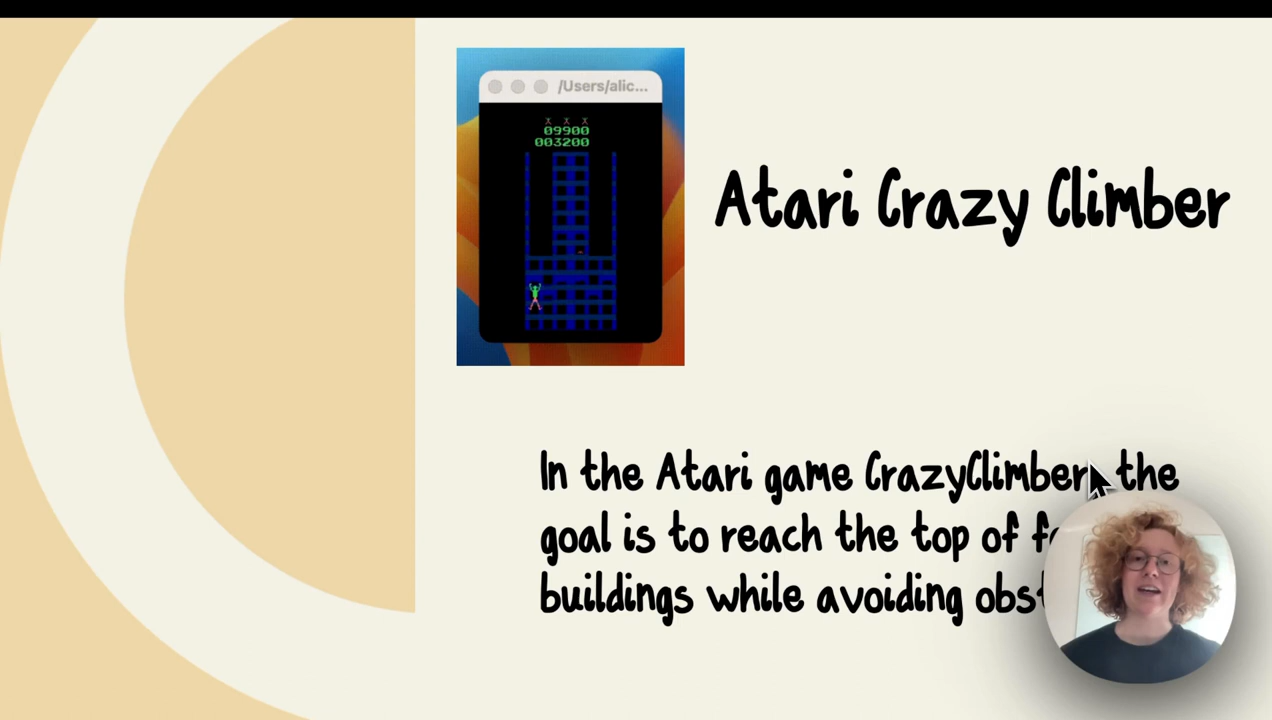 /Users/alic...
09900
003200
Atari Crazy Climber
In the Atari game CrazyClimber, the
goal is to reach the top of
buildings while avoiding